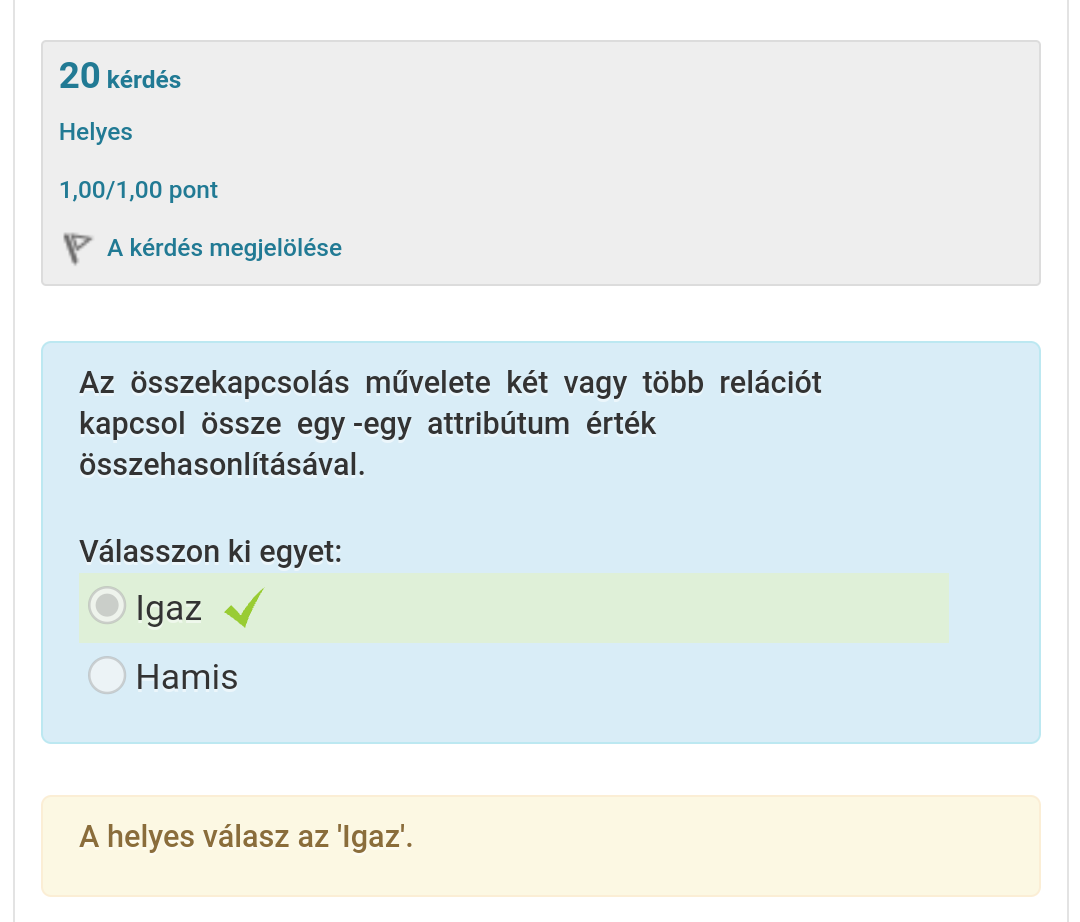 20 kérdés
Helyes
1,00/1,00 pont
A kérdés megjelölése
Az összekapcsolás művelete két vagy több relációt
kapcsol össze egy -egy attribútum érték
összehasonlításával.
Válasszon ki egyet:
Igaz
Hamis
A helyes válasz az 'Igaz'.